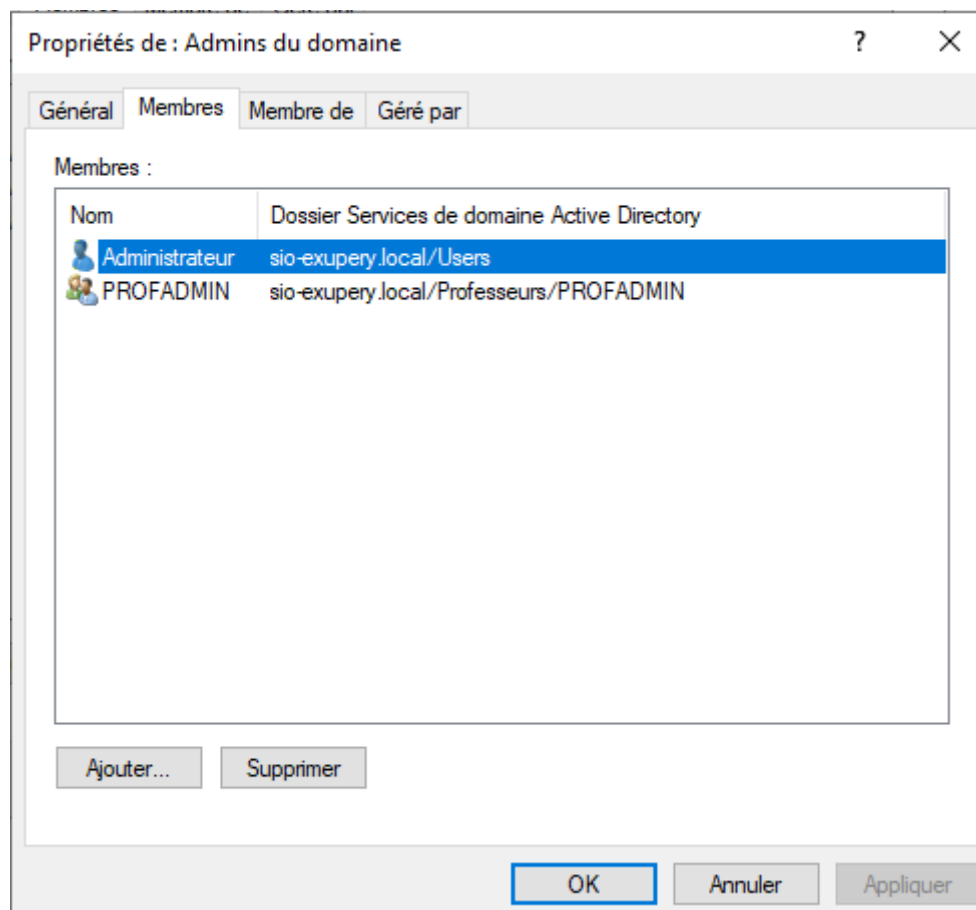 Propriétés de : Admins du domaine ? ×
Général Membres Membre de Géré par
Membres :
Nom Dossier Services de domaine Active Directory
Administrateur sio-exupery.local/Users
PROFADMIN sio-exupery.local/Professeurs/PROFADMIN
Ajouter... Supprimer
OK Annuler Appliquer